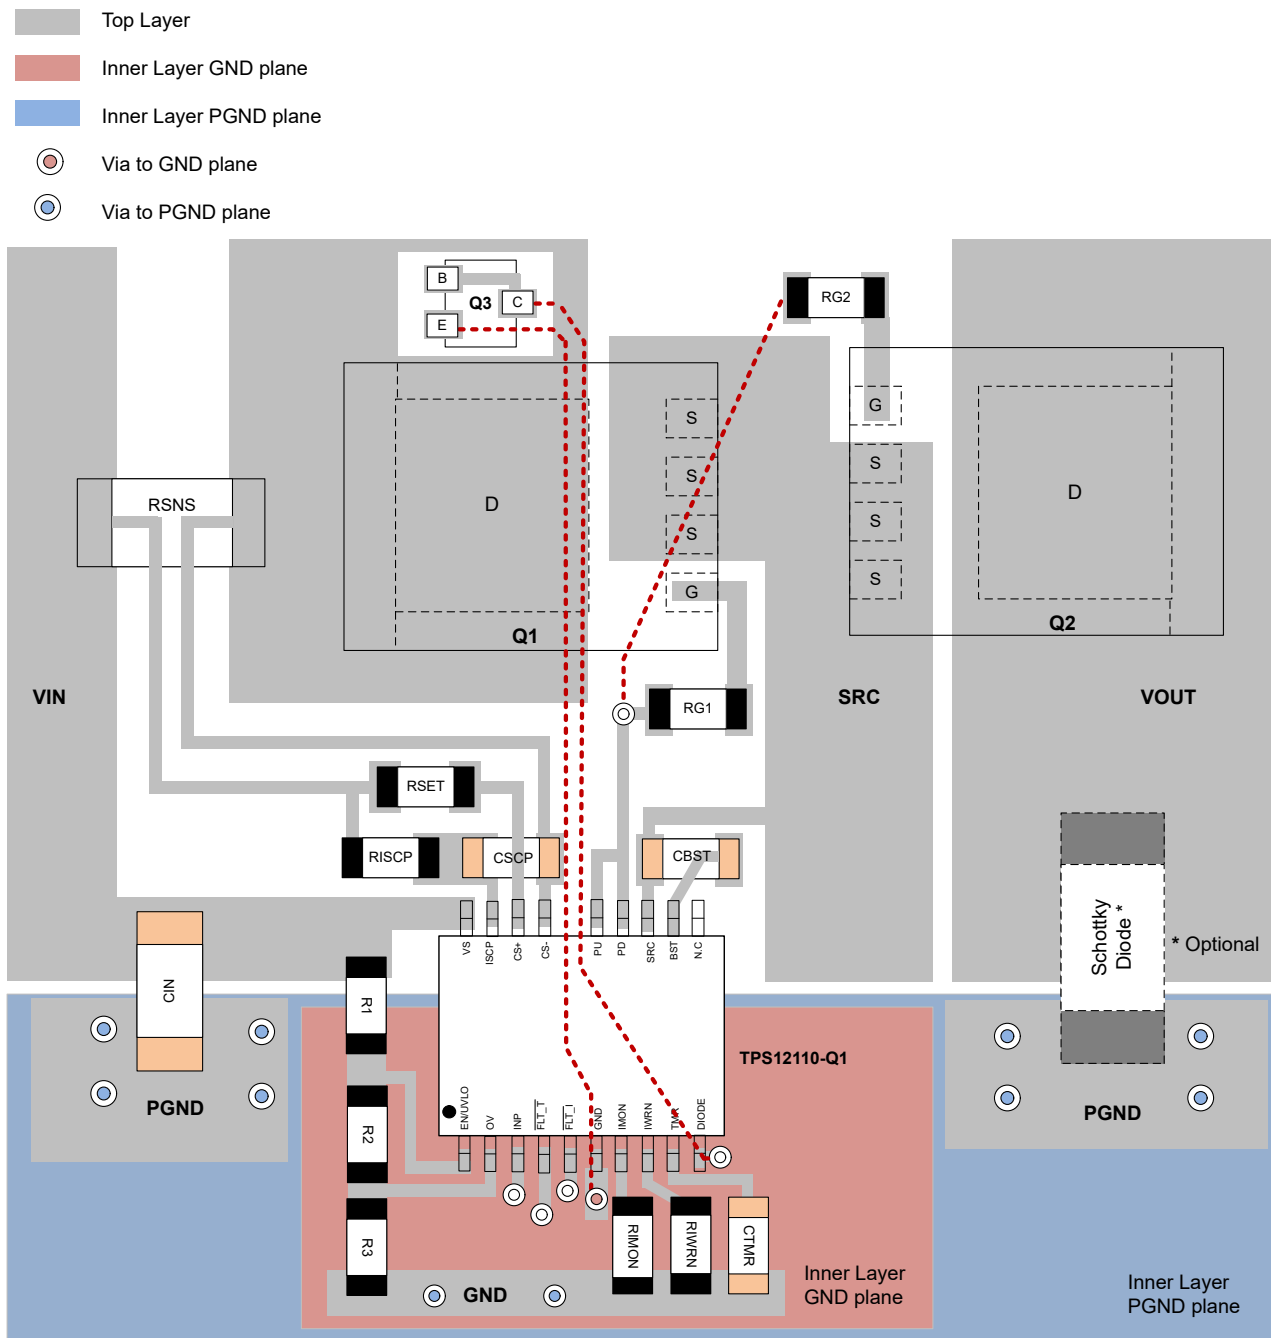 Top Layer
Inner Layer GND plane
Inner Layer PGND plane
Via to GND plane
Via to PGND plane
B
Q3
C
E
RG2
S
S
S
G
D
Q1
G
S
S
S
D
Q2
RSNS
VIN
RG1
SRC
VOUT
RSET
RISCP
CSCP
CBST
Schottky
Diode *
* Optional
VS
ISCP
CS+
CS-
PU
PD
SRC
BST
N.C
CIN
R1
TPS12110-Q1
PGND
R2
EN/UVLO
OV
INP
FLT_T
FLT_I
GND
IMON
IWRN
TMR
DIODE
PGND
R3
RIMON
RIWRN
CTMR
GND
Inner Layer
GND plane
Inner Layer
PGND plane